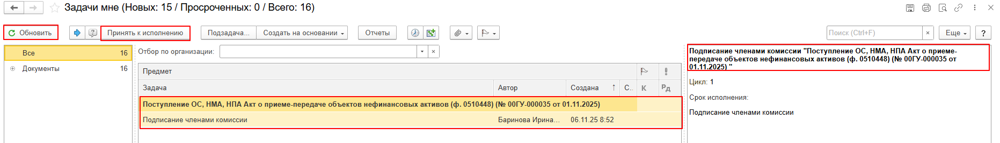 Задачи мне (Новых: 15 / Просроченных: 0 / Всего: 16)
Обновить
Принять к исполнению
Подзадача...
Создать на основании
Отчеты
Поиск (Ctrl+F)
×
Еще
?
Все 16
Документы 16
Отбор по организации:
×
Предмет
Задача Автор Создана ↑ С.. К Рд
Поступление ОС, НМА, НПА Акт о приеме-передаче объектов нефинансовых активов (ф. 0510448) (№ 00ГУ-000035 от 01.11.2025)
Подписание членами комиссии Баринова Ирина... 06.11.25 8:52
Подписание членами комиссии "Поступление ОС, НМА, НПА Акт о приеме-
передаче объектов нефинансовых активов (ф. 0510448) (№ 00ГУ-000035 от
01.11.2025) "
Цикл: 1
Срок исполнения:
Подписание членами комиссии